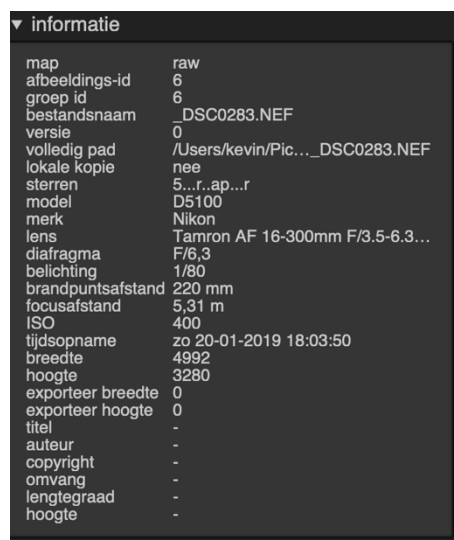 informatie
map raw
afbeeldings-id 6
groep id 6
bestandsnaam _DSC0283.NEF
versie 0
volledig pad /Users/kevin/Pic..._DSC0283.NEF
lokale kopie nee
sterren 5...r..ap...r
model D5100
merk Nikon
lens Tamron AF 16-300mm F/3.5-6.3...
diafragma F/6,3
belichting 1/80
brandpuntsafstand 220 mm
focusafstand 5,31 m
ISO 400
tijdsopname zo 20-01-2019 18:03:50
breedte 4992
hoogte 3280
exporteer breedte 0
exporteer hoogte 0
titel -
auteur -
copyright -
omvang -
lengtegraad -
hoogte -